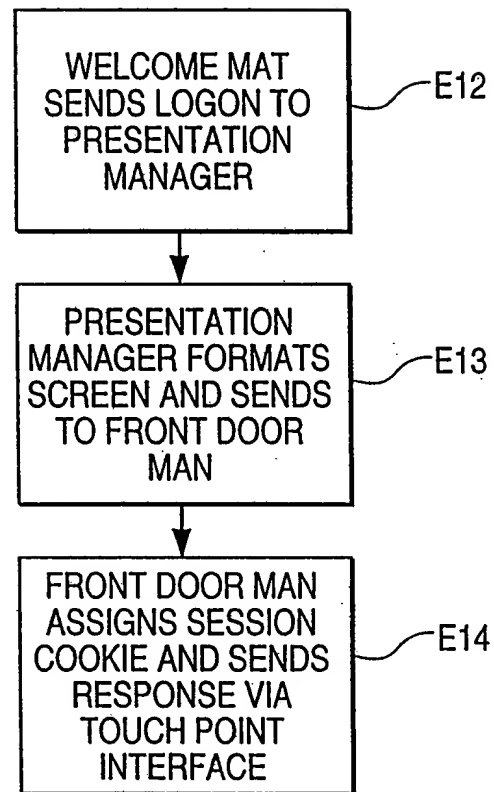 WELCOME MAT
SENDS LOGON TO
PRESENTATION
MANAGER
E12
PRESENTATION
MANAGER FORMATS
SCREEN AND SENDS
TO FRONT DOOR
MAN
E13
FRONT DOOR MAN
ASSIGNS SESSION
COOKIE AND SENDS
RESPONSE VIA
TOUCH POINT
INTERFACE
E14